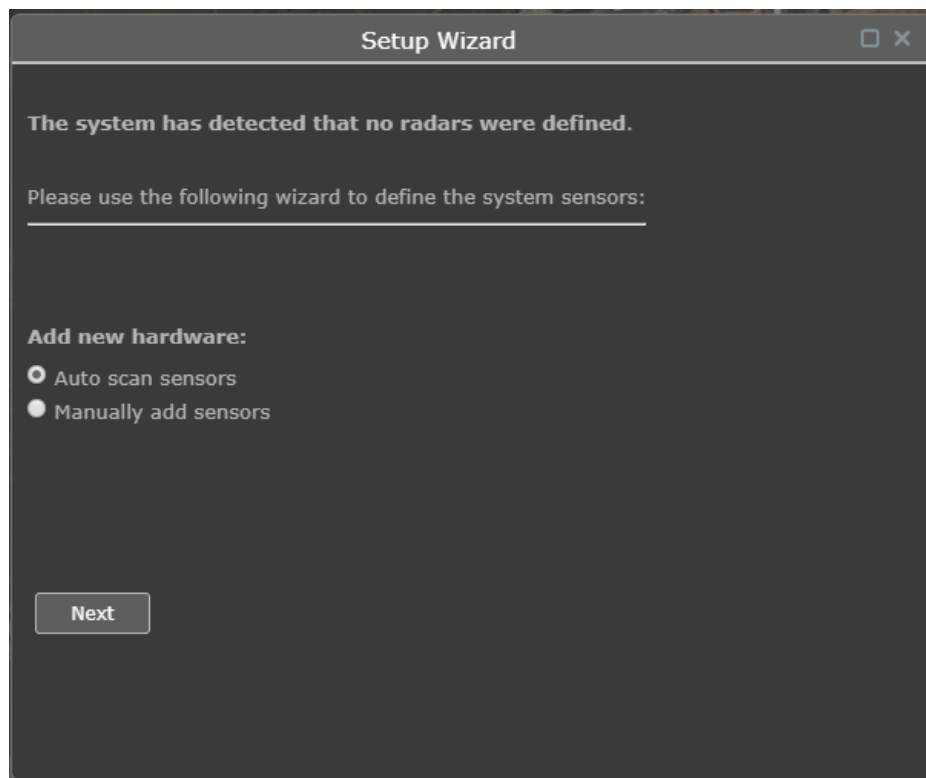 Setup Wizard
The system has detected that no radars were defined.
Please use the following wizard to define the system sensors:
Add new hardware:
Auto scan sensors
Manually add sensors
Next